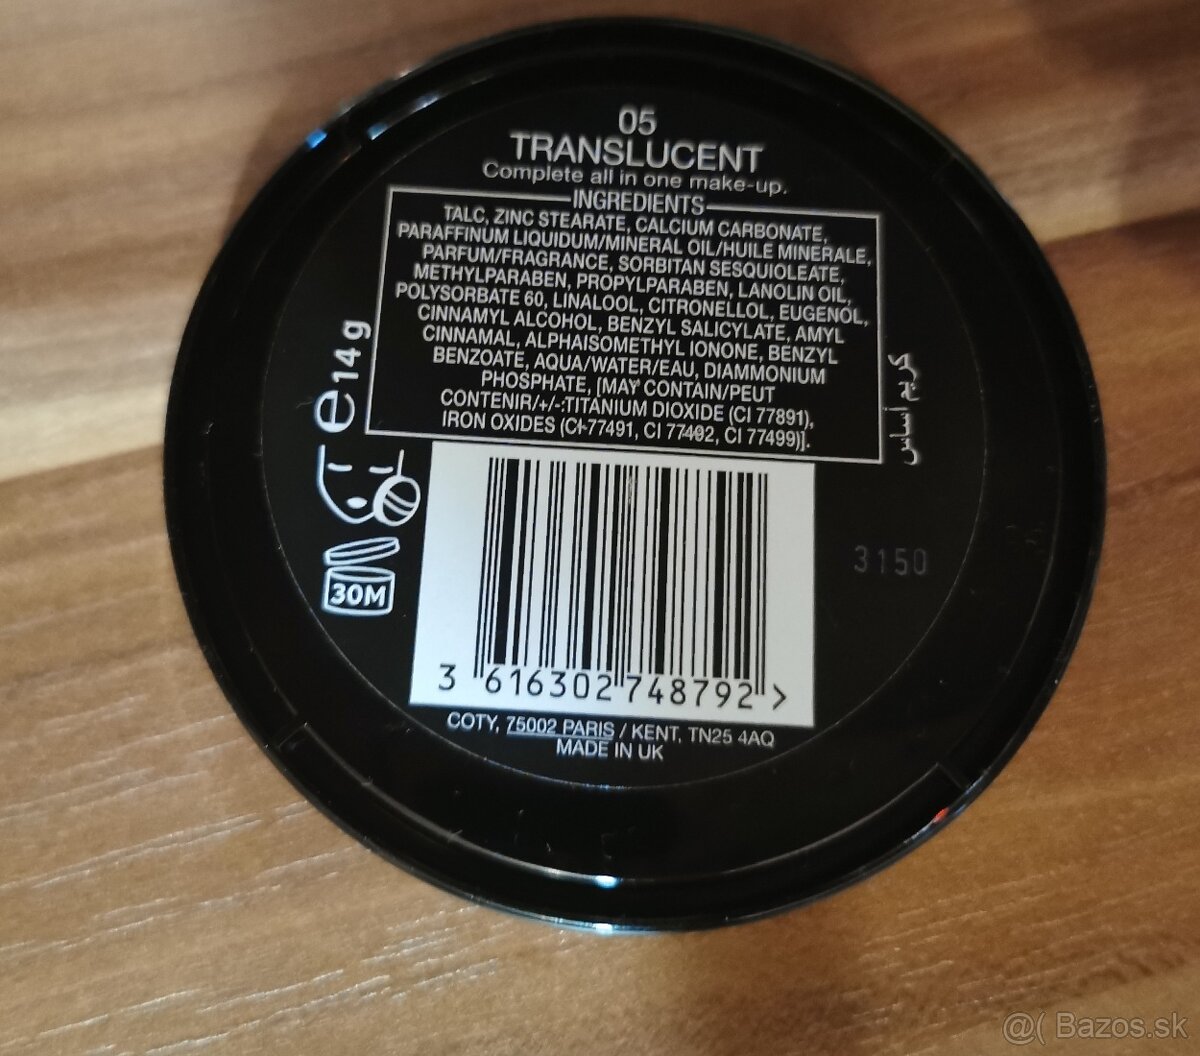 05
TRANSLUCENT
Complete all in one make-up.
INGREDIENTS
TALC, ZINC STEARATE, CALCIUM CARBONATE,
PARAFFINUM LIQUIDUM/MINERAL OIL/HUILE MINERALE,
PARFUM/FRAGRANCE, SORBITAN SESQUIOLEATE,
METHYLPARABEN, PROPYLPARABEN, LANOLIN OIL,
POLYSORBATE 60, LINALOOL, CITRONELLOL, EUGENOL,
CINNAMYL ALCOHOL, BENZYL SALICYLATE, AMYL
CINNAMAL, ALPHAISOMETHYL IONONE, BENZYL
BENZOATE, AQUA/WATER/EAU, DIAMMONIUM
PHOSPHATE, [MAY CONTAIN/PEUT
CONTENIR/+/-:TITANIUM DIOXIDE (CI 77891),
IRON OXIDES (CI 77491, CI 77492, CI 77499)].
e14g
كريم أساس
30M
3150
3 616302 748792 >
COTY, 75002 PARIS / KENT, TN25 4AQ
MADE IN UK
@( Bazos.sk